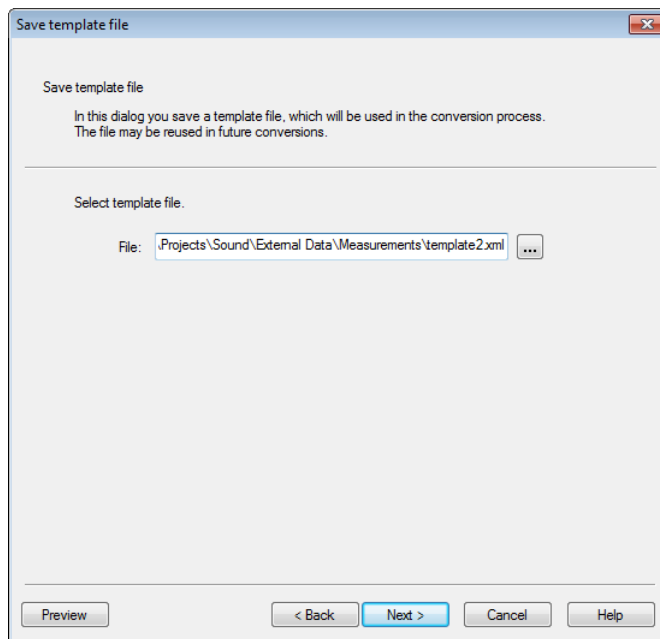 Save template file
Save template file
In this dialog you save a template file, which will be used in the conversion process.
The file may be reused in future conversions.
Select template file.
File: \Projects\Sound\External Data\Measurements\template2.xml ...
Preview < Back Next > Cancel Help